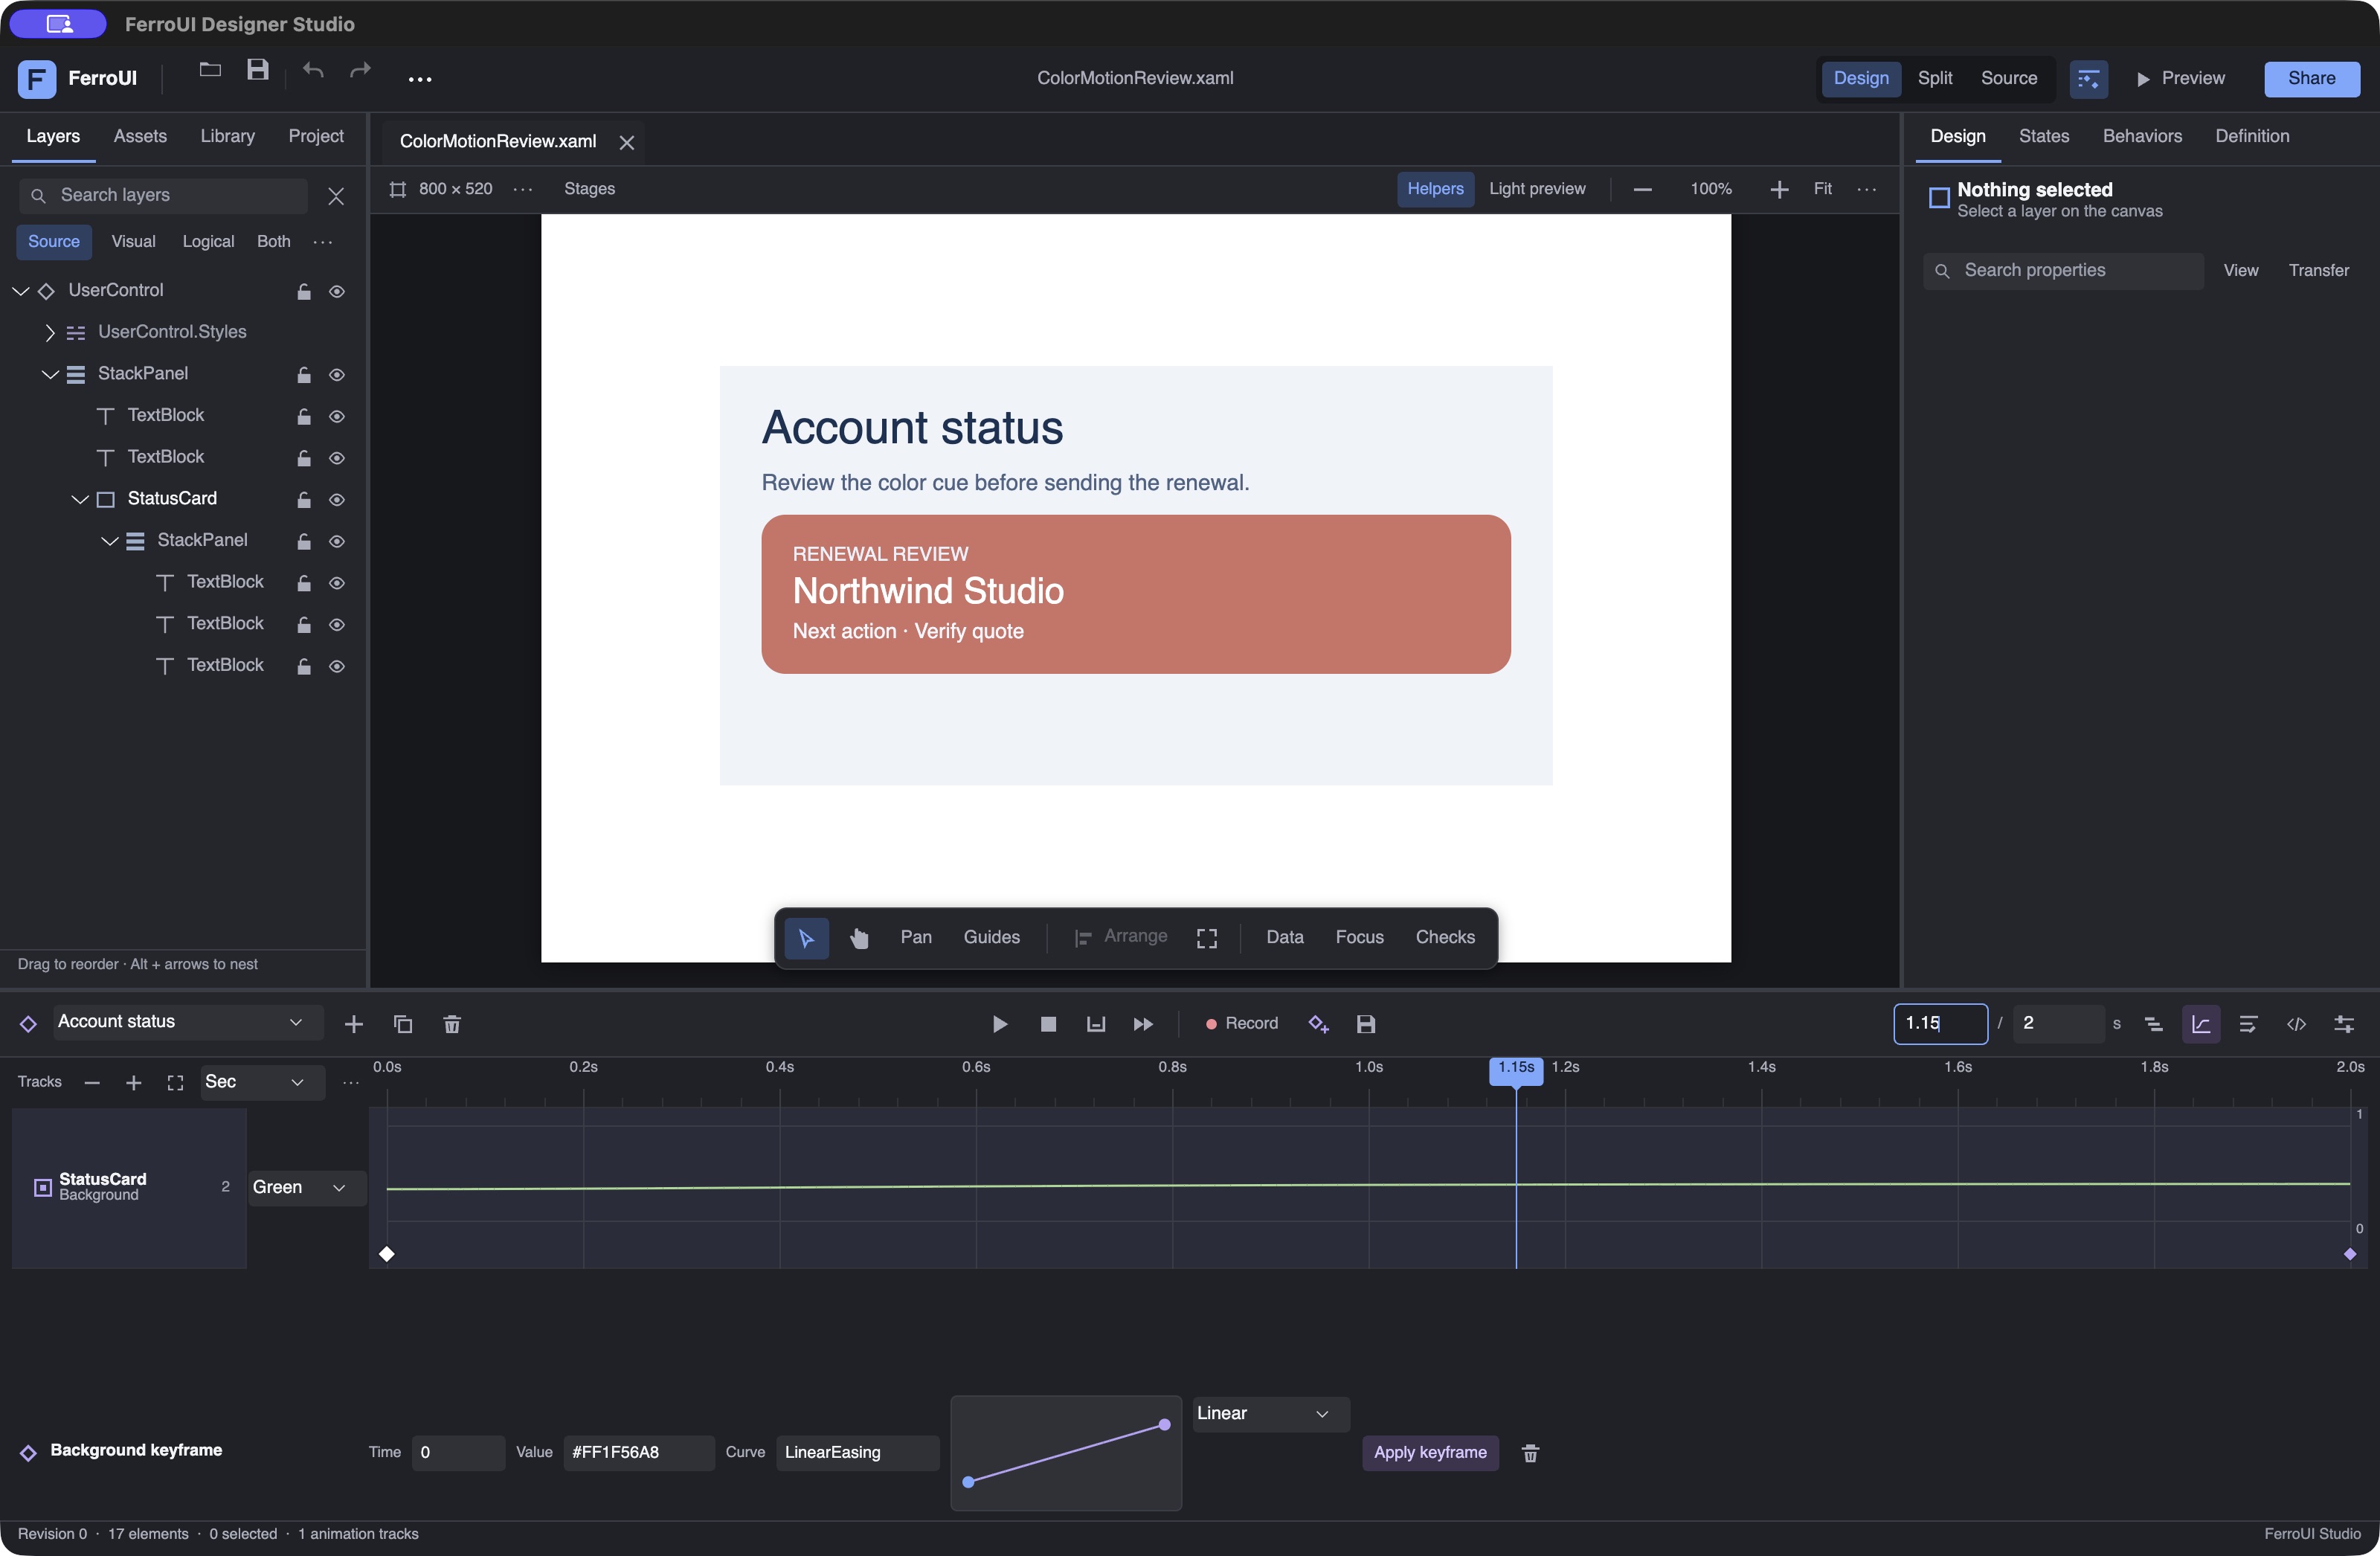 FerroUI Designer Studio
F FerroUI ColorMotionReview.xaml Design Split Source Preview Share
Layers Assets Library Project
ColorMotionReview.xaml
Design States Behaviors Definition
Search layers
800 × 520 Stages Helpers Light preview 100% Fit
Nothing selected
Select a layer on the canvas
Source Visual Logical Both
Search properties View Transfer
UserControl
UserControl.Styles
StackPanel
TextBlock
TextBlock
StatusCard
StackPanel
TextBlock
TextBlock
TextBlock
Account status
Review the color cue before sending the renewal.
RENEWAL REVIEW
Northwind Studio
Next action · Verify quote
Pan Guides Arrange Data Focus Checks
Drag to reorder · Alt + arrows to nest
Account status Record 1.15 / 2 s
Tracks Sec 0.0s 0.2s 0.4s 0.6s 0.8s 1.0s 1.15s 1.2s 1.4s 1.6s 1.8s 2.0s
1
StatusCard
Background
2 Green
0
Linear
Background keyframe Time 0 Value #FF1F56A8 Curve LinearEasing Apply keyframe
Revision 0 · 17 elements · 0 selected · 1 animation tracks FerroUI Studio